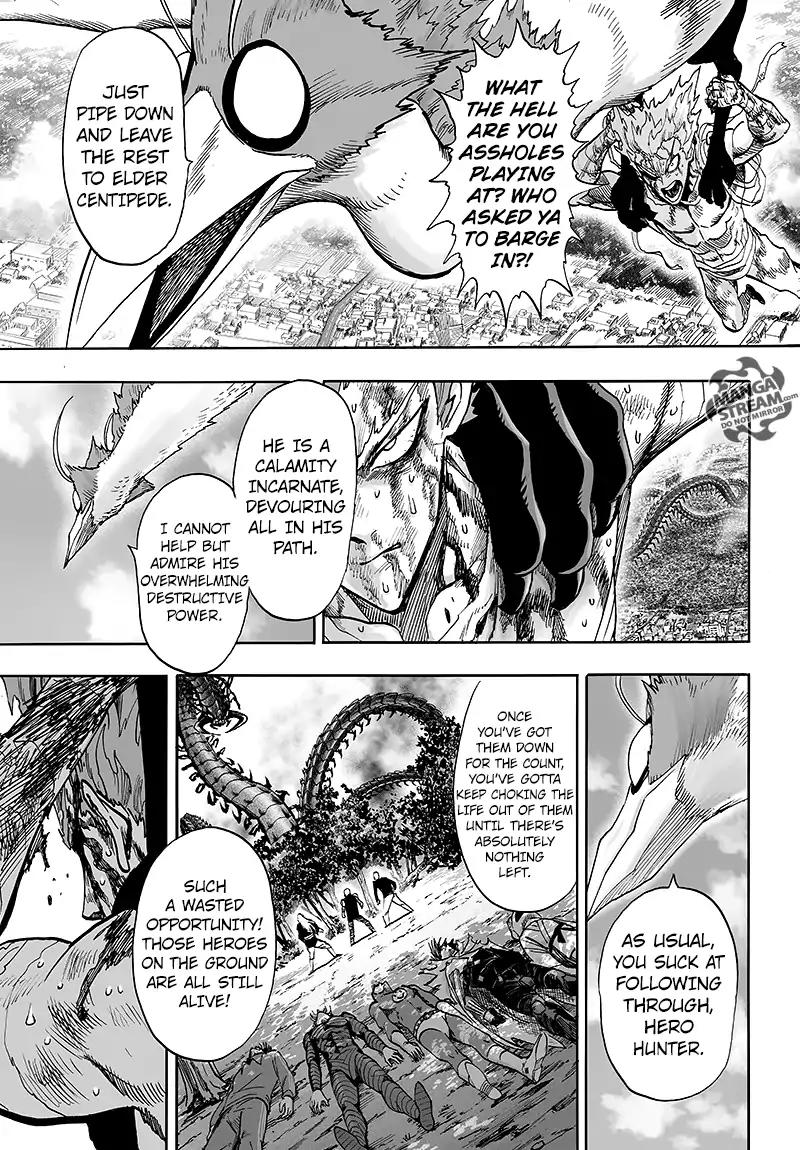 WHAT
THE HELL
ARE YOU
ASSHOLES
PLAYING
AT? WHO
ASKED YA
TO BARGE
IN?!
JUST
PIPE DOWN
AND LEAVE
THE REST
TO ELDER
CENTIPEDE.
MANGA
STREAM.com
DO NOT MIRROR
HE IS A
CALAMITY
INCARNATE,
DEVOURING
ALL IN HIS
PATH.
I CANNOT
HELP BUT
ADMIRE HIS
OVERWHELMING
DESTRUCTIVE
POWER.
AS USUAL,
YOU SUCK AT
FOLLOWING
THROUGH,
HERO
HUNTER.
ONCE
YOU'VE GOT
THEM DOWN
FOR THE COUNT,
YOU'VE GOTTA
KEEP CHOKING THE
LIFE OUT OF THEM
UNTIL THERE'S
ABSOLUTELY
NOTHING
LEFT.
SUCH
A WASTED
OPPORTUNITY!
THOSE HEROES
ON THE GROUND
ARE ALL STILL
ALIVE!